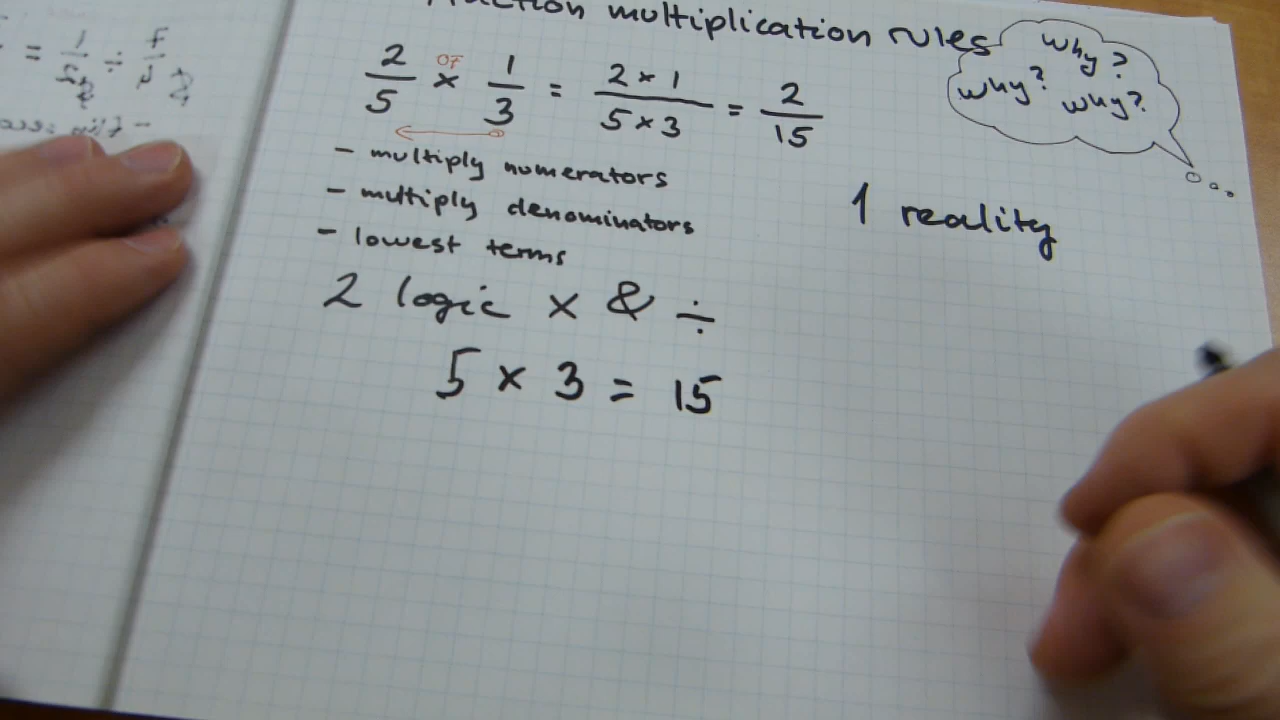 fraction multiplication rules
why?
why? why?
2/5 × 1/3 = 2×1/5×3 = 2/15
of
- multiply numerators
- multiply denominators
- lowest terms
1 reality
2 logic × & ÷
5 × 3 = 15